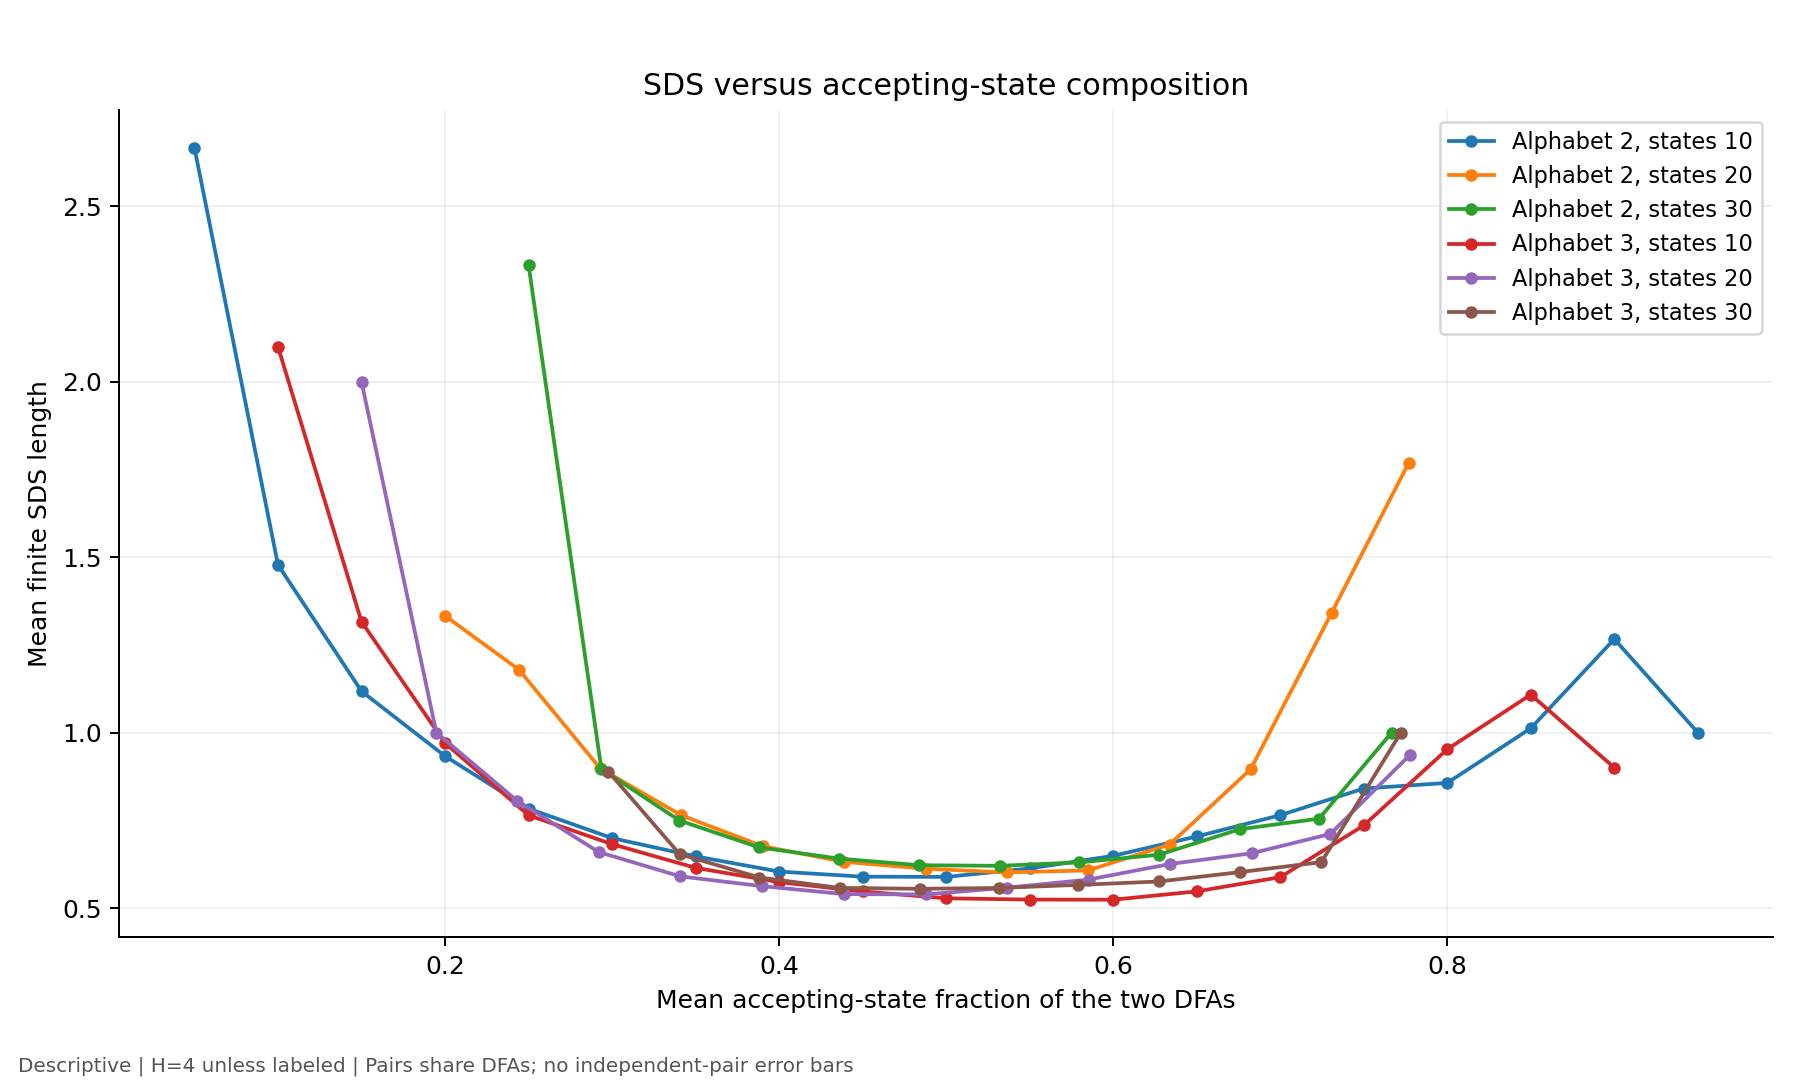 SDS versus accepting-state composition
Alphabet 2, states 10
Alphabet 2, states 20
Alphabet 2, states 30
Alphabet 3, states 10
Alphabet 3, states 20
Alphabet 3, states 30
Mean finite SDS length
2.5
2.0
1.5
1.0
0.5
0.2 0.4 0.6 0.8
Mean accepting-state fraction of the two DFAs
Descriptive | H=4 unless labeled | Pairs share DFAs; no independent-pair error bars